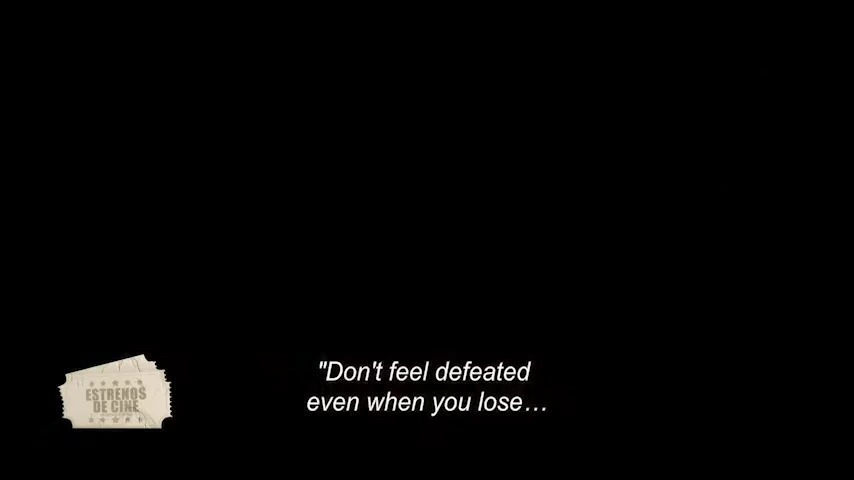 ESTRENOS
DE CINE
"Don't feel defeated
even when you lose…